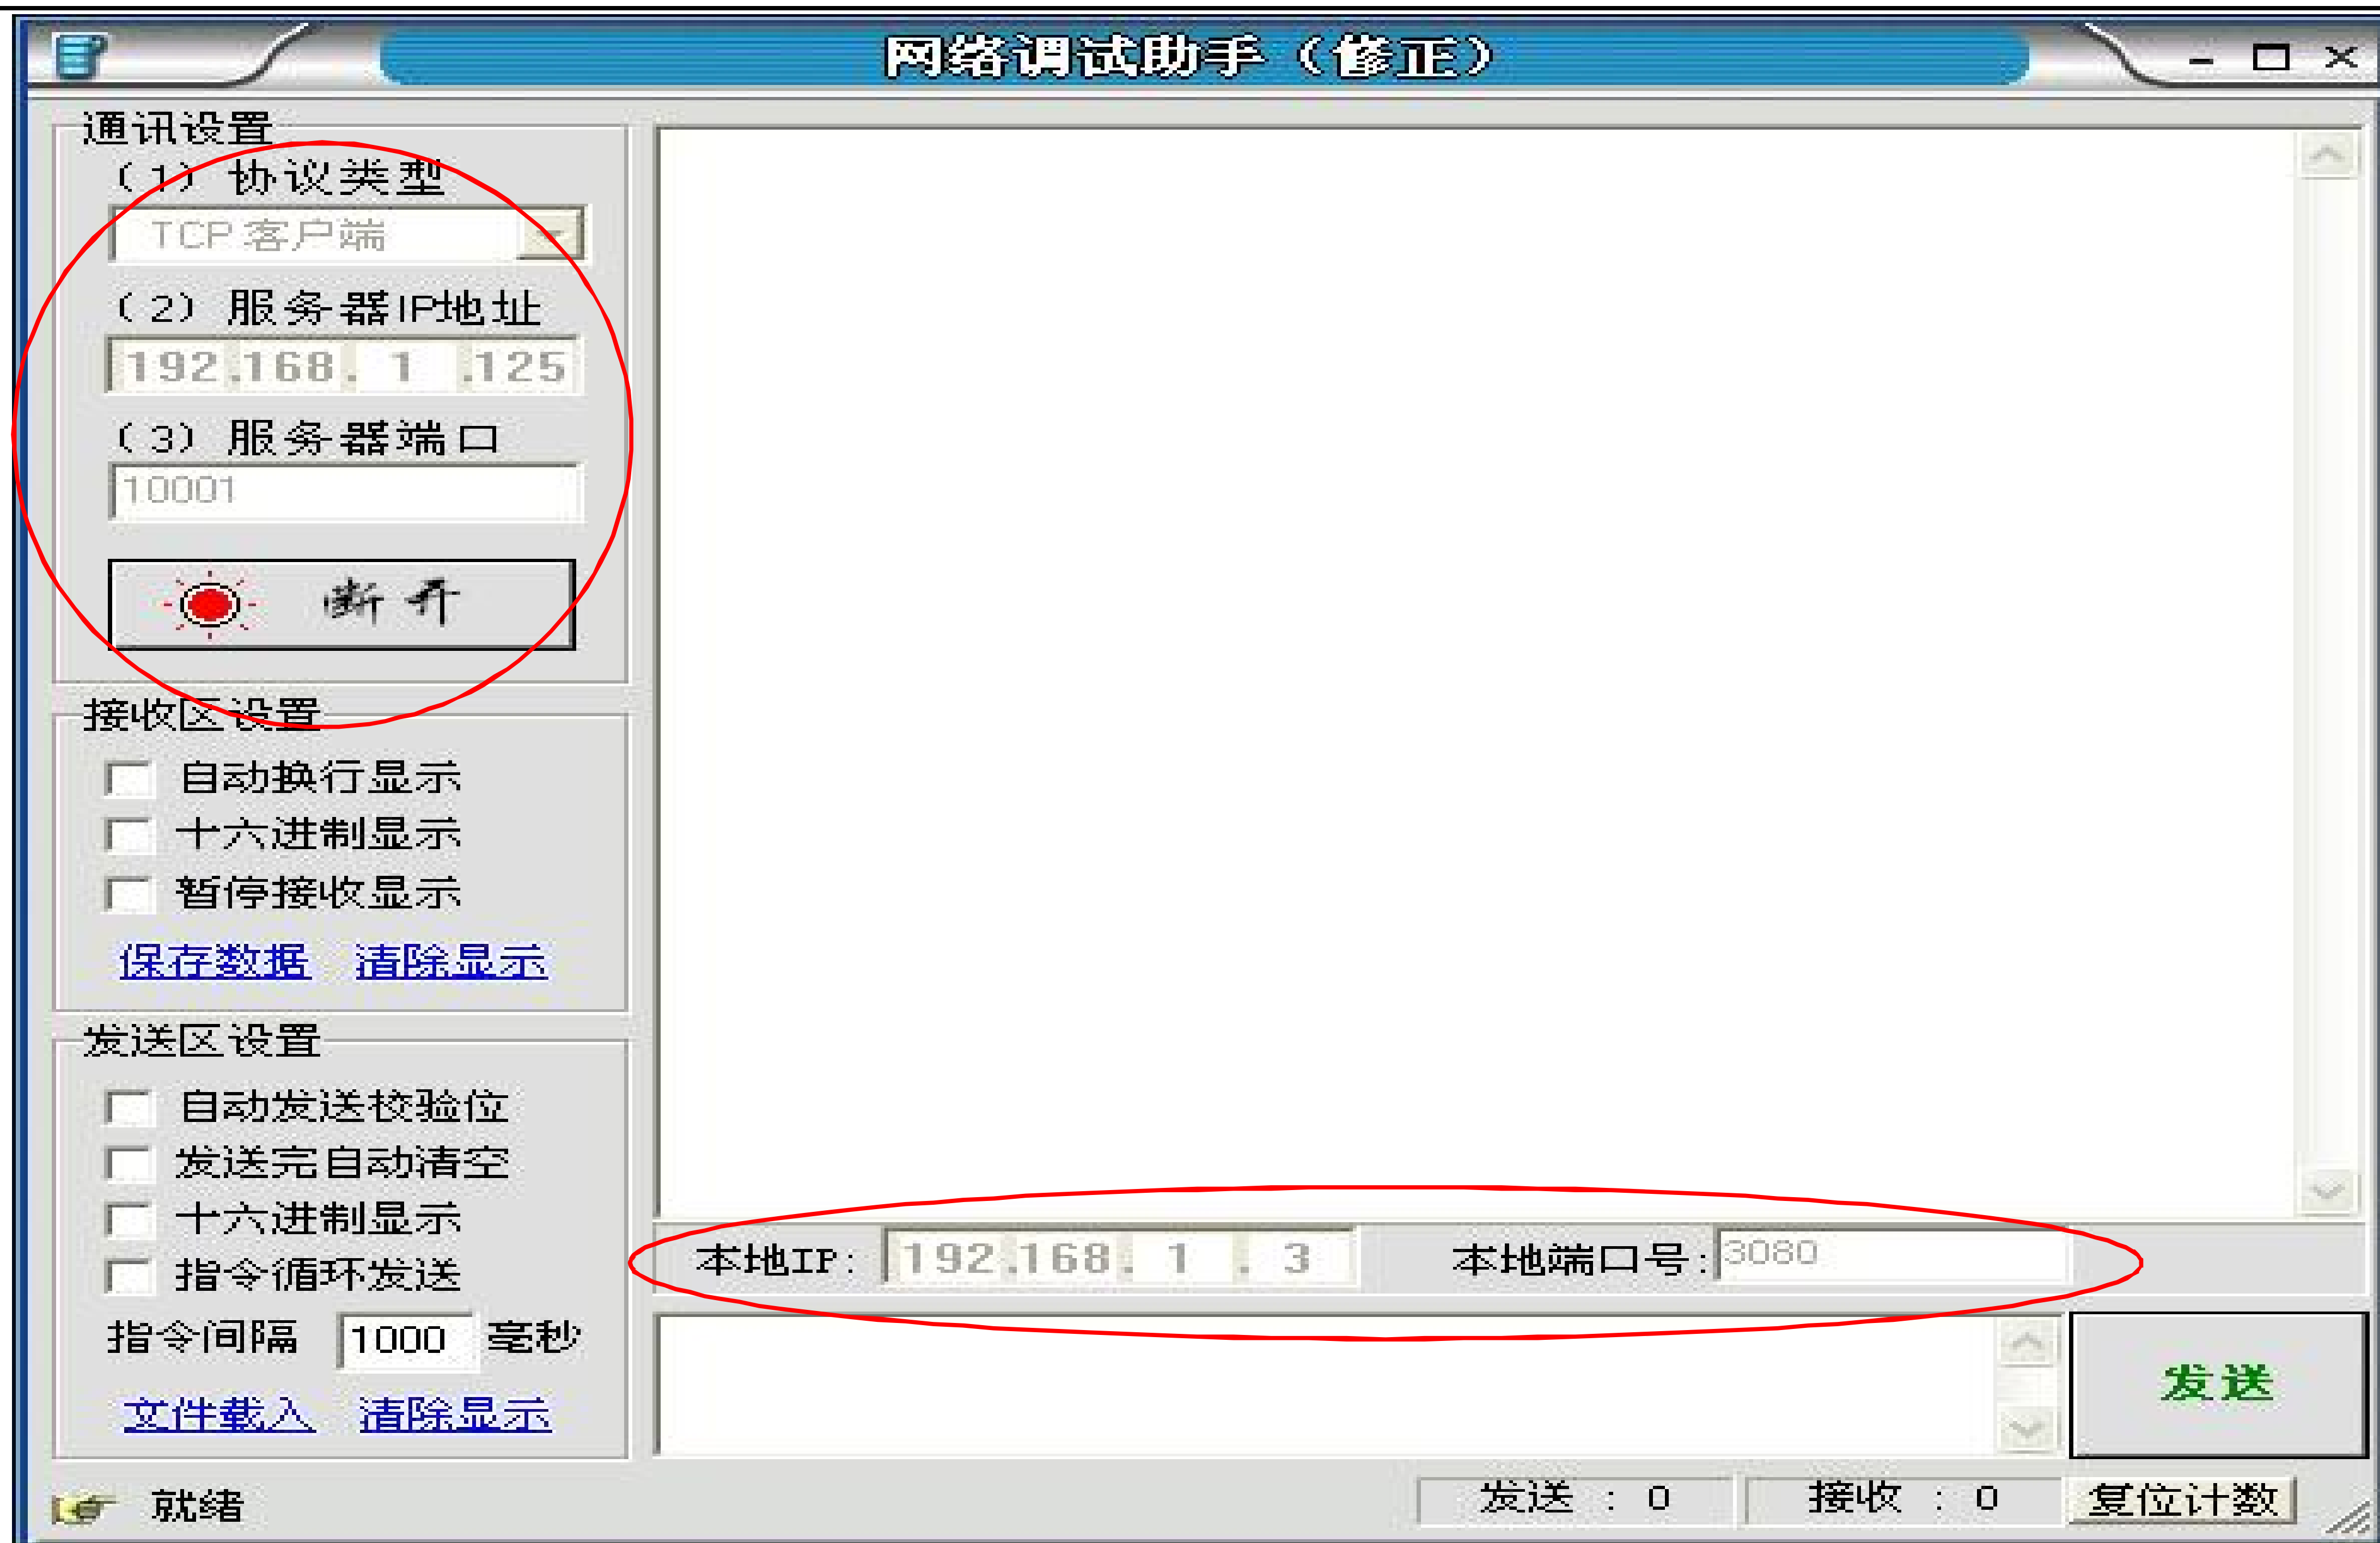 网络调试助手（修正）
通讯设置
（1）协议类型
TCP 客户端
（2）服务器IP地址
192.168. 1 .125
（3）服务器端口
10001
断开
接收区设置
自动换行显示
十六进制显示
暂停接收显示
保存数据 清除显示
发送区设置
自动发送校验位
发送完自动清空
十六进制显示
指令循环发送
指令间隔 1000 毫秒
文件载入 清除显示
本地IP: 192.168. 1 . 3 本地端口号: 3080
发送
就绪 发送 : 0 接收 : 0 复位计数